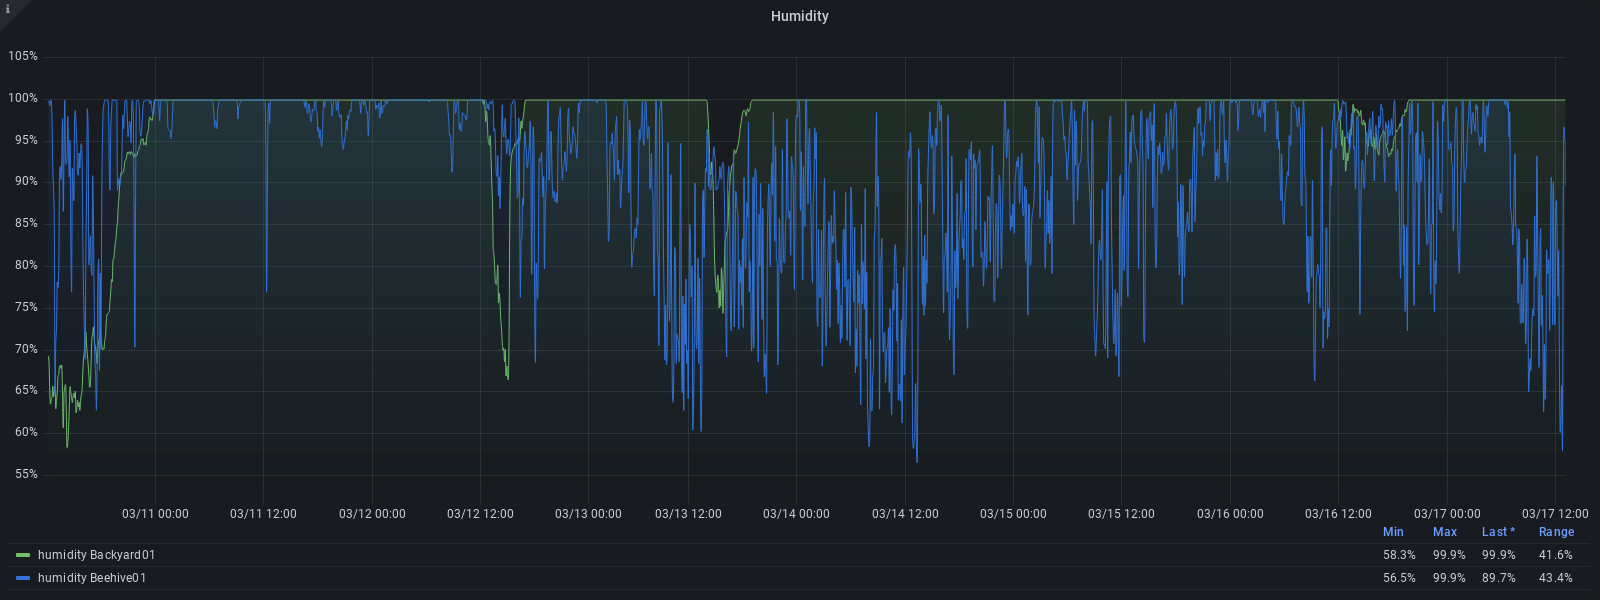 i
Humidity
105%
100%
95%
90%
85%
80%
75%
70%
65%
60%
55%
03/11 00:00 03/11 12:00 03/12 00:00 03/12 12:00 03/13 00:00 03/13 12:00 03/14 00:00 03/14 12:00 03/15 00:00 03/15 12:00 03/16 00:00 03/16 12:00 03/17 00:00 03/17 12:00
Min Max Last * Range
humidity Backyard01 58.3% 99.9% 99.9% 41.6%
humidity Beehive01 56.5% 99.9% 89.7% 43.4%